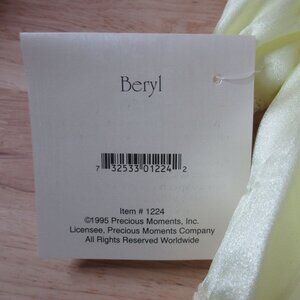 Beryl
7 32533 01224 2
Item # 1224
©1995 Precious Moments, Inc.
Licensee, Precious Moments Company
All Rights Reserved Worldwide